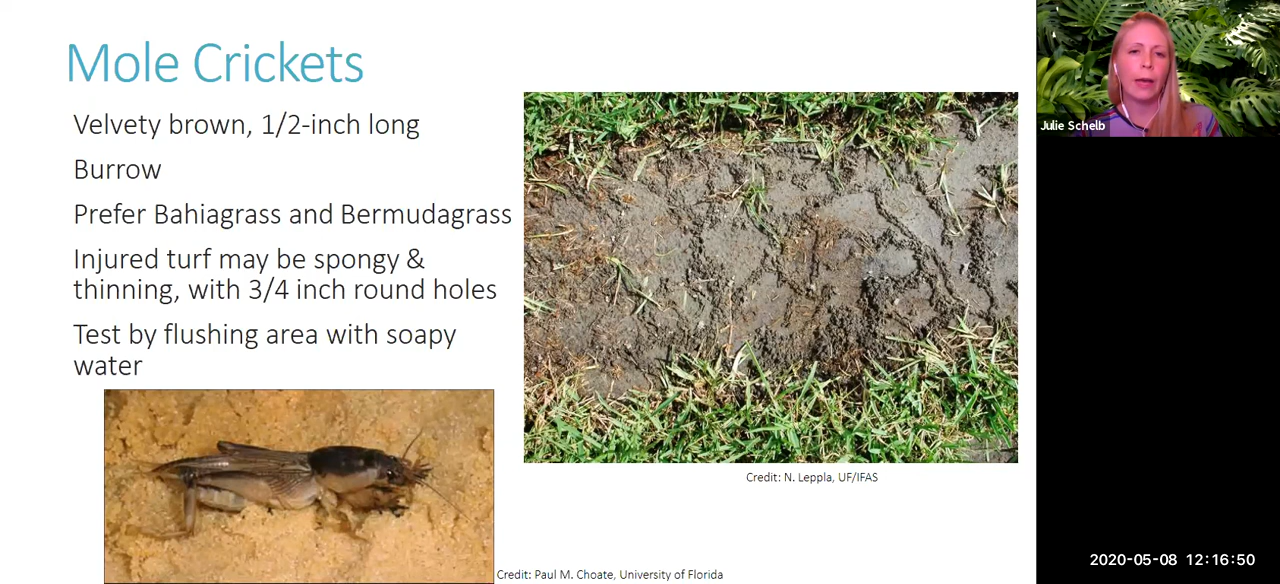 Mole Crickets
Velvety brown, 1/2-inch long
Burrow
Prefer Bahiagrass and Bermudagrass
Injured turf may be spongy &
thinning, with 3/4 inch round holes
Test by flushing area with soapy
water
Credit: N. Leppla, UF/IFAS
Credit: Paul M. Choate, University of Florida
Julie Schelb
2020-05-08 12:16:50